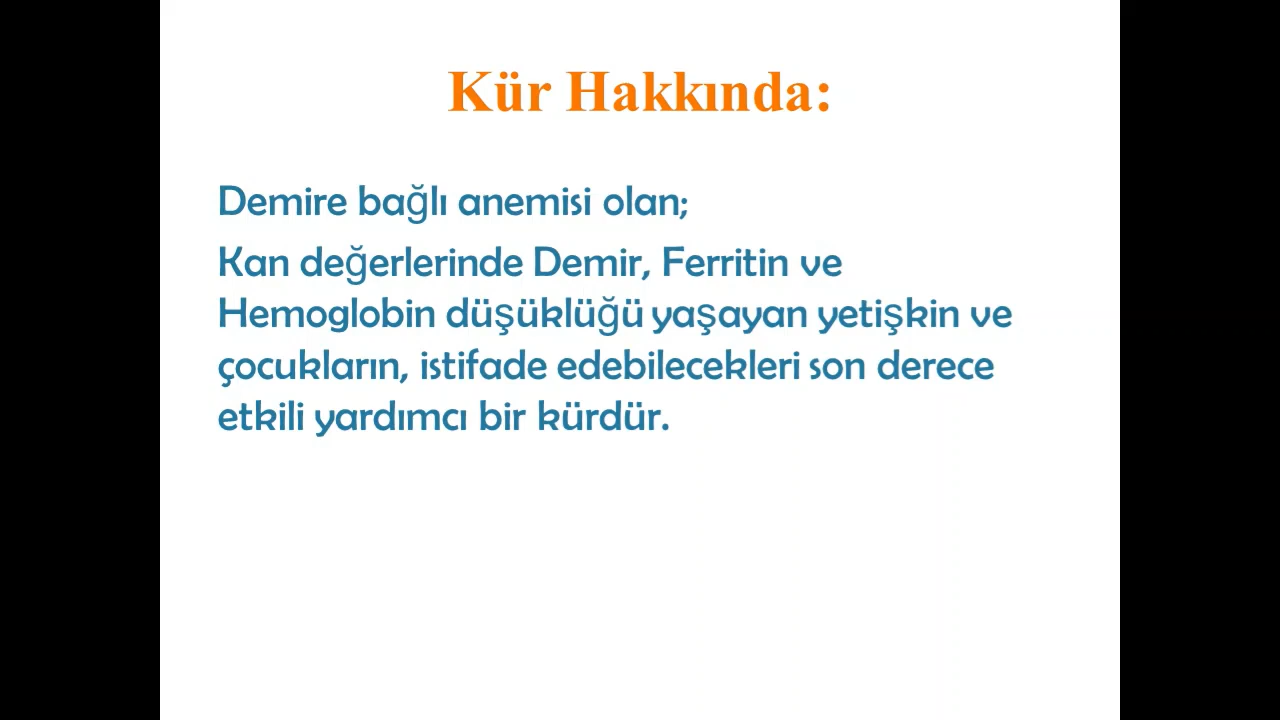 Kür Hakkında:
Demire bağlı anemisi olan;
Kan değerlerinde Demir, Ferritin ve
Hemoglobin düşüklüğü yaşayan yetişkin ve
çocukların, istifade edebilecekleri son derece
etkili yardımcı bir kürdür.